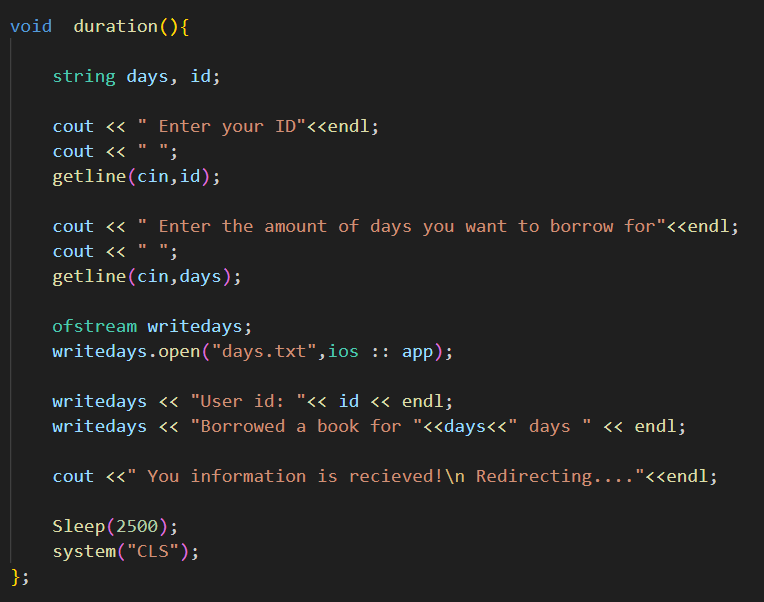 void  duration(){
string days, id;
cout << " Enter your ID"<<endl;
cout << " ";
getline(cin,id);
cout << " Enter the amount of days you want to borrow for"<<endl;
cout << " ";
getline(cin,days);
ofstream writedays;
writedays.open("days.txt",ios :: app);
writedays << "User id: "<< id << endl;
writedays << "Borrowed a book for "<<days<<" days " << endl;
cout <<" You information is recieved!\n Redirecting...."<<endl;
Sleep(2500);
system("CLS");
};